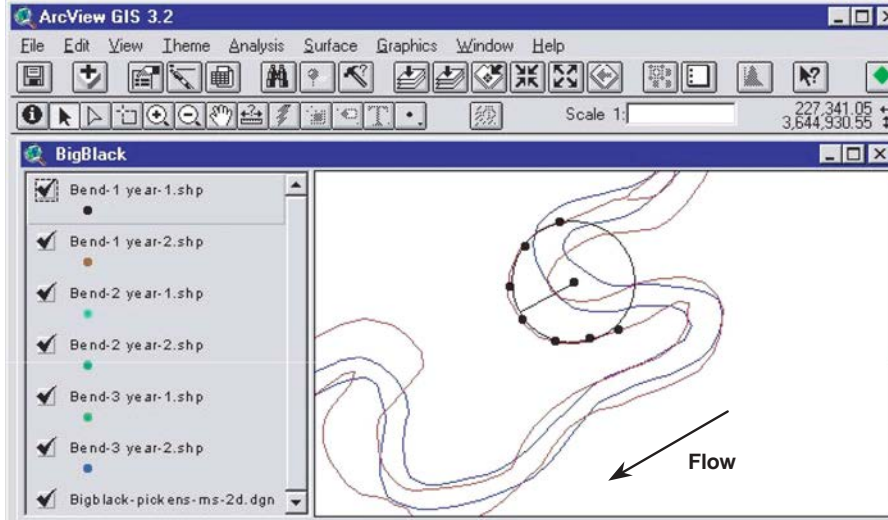 ArcView GIS 3.2
File Edit View Theme Analysis Surface Graphics Window Help
Scale 1: 227,341.05
3,644,930.55
BigBlack
Bend-1 year-1.shp
Bend-1 year-2.shp
Bend-2 year-1.shp
Bend-2 year-2.shp
Bend-3 year-1.shp
Bend-3 year-2.shp
Bigblack-pickens-ms-2d.dgn
Flow